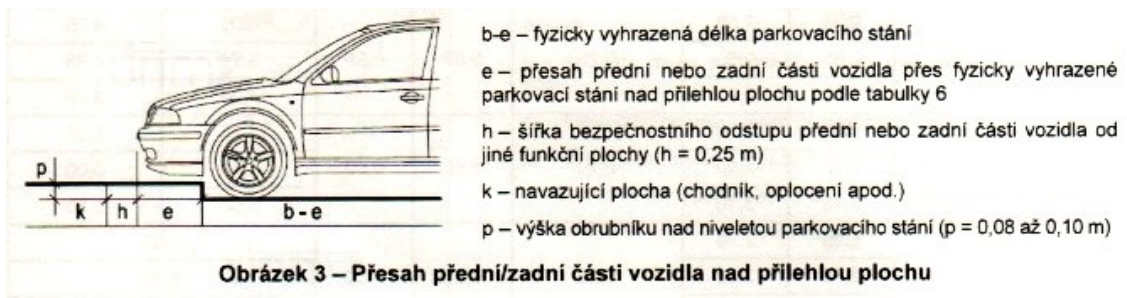 b-e – fyzicky vyhrazená délka parkovacího stání
e – přesah přední nebo zadní části vozidla přes fyzicky vyhrazené
parkovací stání nad přilehlou plochu podle tabulky 6
h – šířka bezpečnostního odstupu přední nebo zadní části vozidla od
jiné funkční plochy (h = 0,25 m)
k – navazující plocha (chodník, oplocení apod.)
p – výška obrubníku nad niveletou parkovacího stání (p = 0,08 až 0,10 m)
p
k h e b - e
Obrázek 3 – Přesah přední/zadní části vozidla nad přilehlou plochu